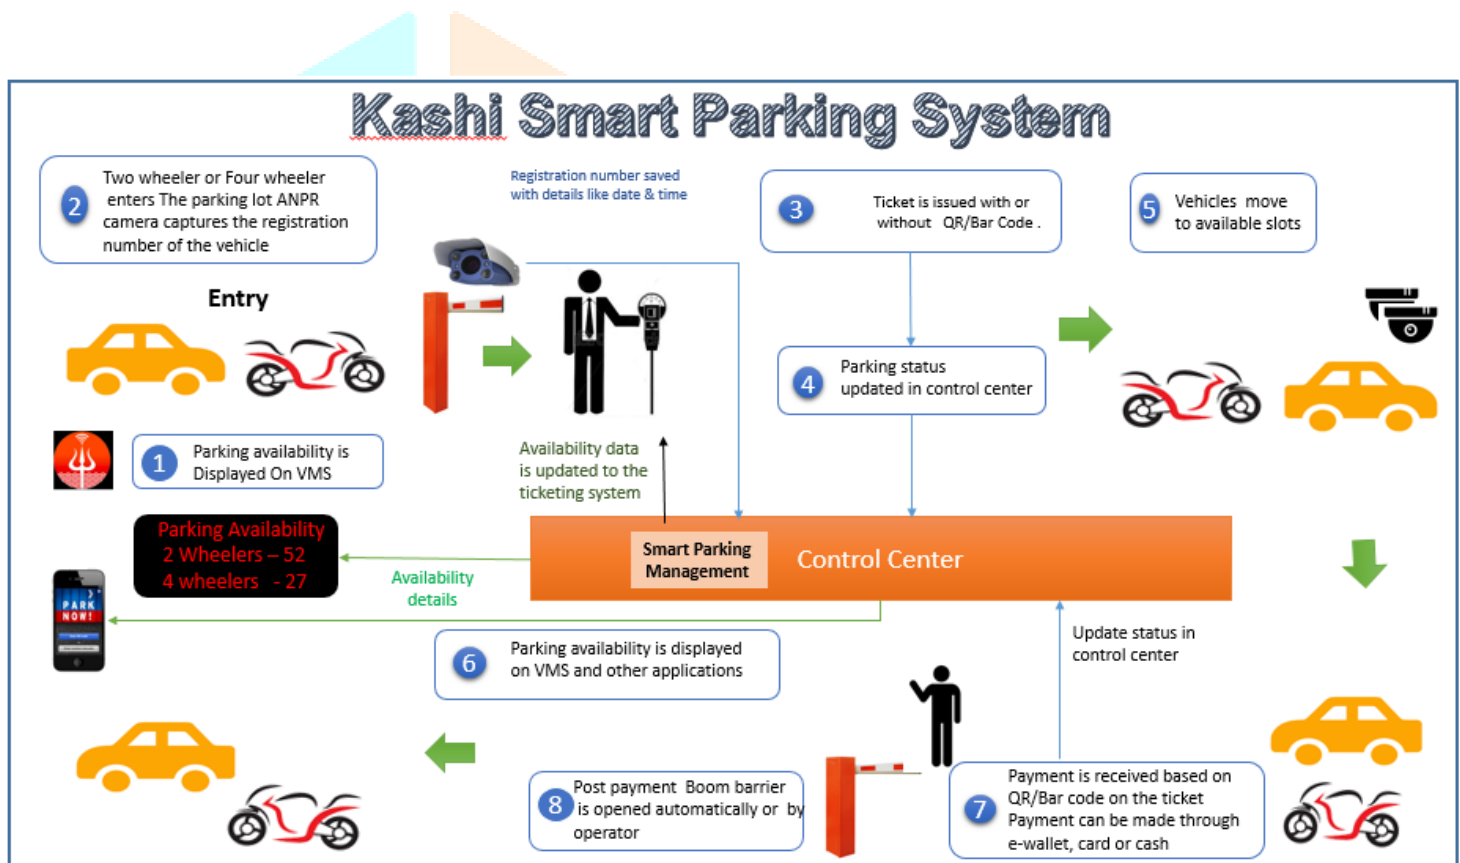 Kashi Smart Parking System
2
Two wheeler or Four wheeler
enters The parking lot ANPR
camera captures the registration
number of the vehicle
Registration number saved
with details like date & time
3
Ticket is issued with or
without QR/Bar Code .
5
Vehicles move
to available slots
Entry
4
Parking status
updated in control center
1
Parking availability is
Displayed On VMS
Availability data
is updated to the
ticketing system
Parking Availability
2 Wheelers – 52
4 wheelers - 27
Smart Parking
Management
Control Center
Availability
details
PARK
NOW!
6
Parking availability is displayed
on VMS and other applications
Update status in
control center
8
Post payment Boom barrier
is opened automatically or by
operator
7
Payment is received based on
QR/Bar code on the ticket
Payment can be made through
e-wallet, card or cash